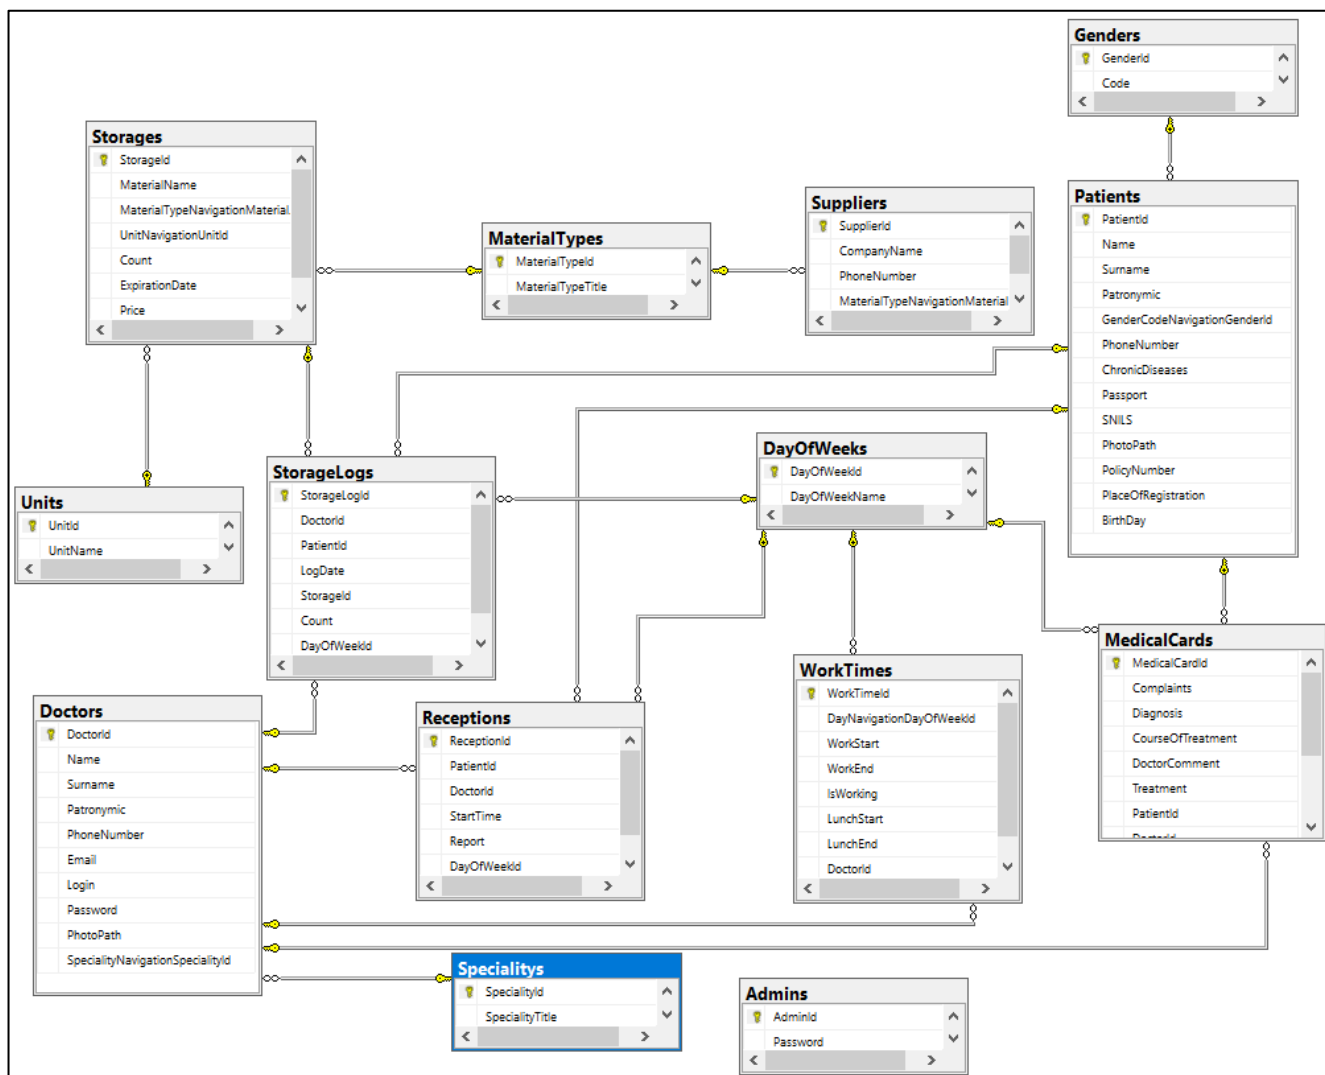 Genders
GenderId
Code
Storages
StorageId
MaterialName
MaterialTypeNavigationMaterial
UnitNavigationUnitId
Count
ExpirationDate
Price
Suppliers
SupplierId
CompanyName
PhoneNumber
MaterialTypeNavigationMaterial
MaterialTypes
MaterialTypeId
MaterialTypeTitle
Patients
PatientId
Name
Surname
Patronymic
GenderCodeNavigationGenderId
PhoneNumber
ChronicDiseases
Passport
SNILS
PhotoPath
PolicyNumber
PlaceOfRegistration
BirthDay
DayOfWeeks
DayOfWeekId
DayOfWeekName
StorageLogs
StorageLogId
DoctorId
PatientId
LogDate
StorageId
Count
DayOfWeekId
Units
UnitId
UnitName
MedicalCards
MedicalCardId
Complaints
Diagnosis
CourseOfTreatment
DoctorComment
Treatment
PatientId
DoctorId
WorkTimes
WorkTimeId
DayNavigationDayOfWeekId
WorkStart
WorkEnd
IsWorking
LunchStart
LunchEnd
DoctorId
Doctors
DoctorId
Name
Surname
Patronymic
PhoneNumber
Email
Login
Password
PhotoPath
SpecialityNavigationSpecialityId
Receptions
ReceptionId
PatientId
DoctorId
StartTime
Report
DayOfWeekId
Specialitys
SpecialityId
SpecialityTitle
Admins
AdminId
Password